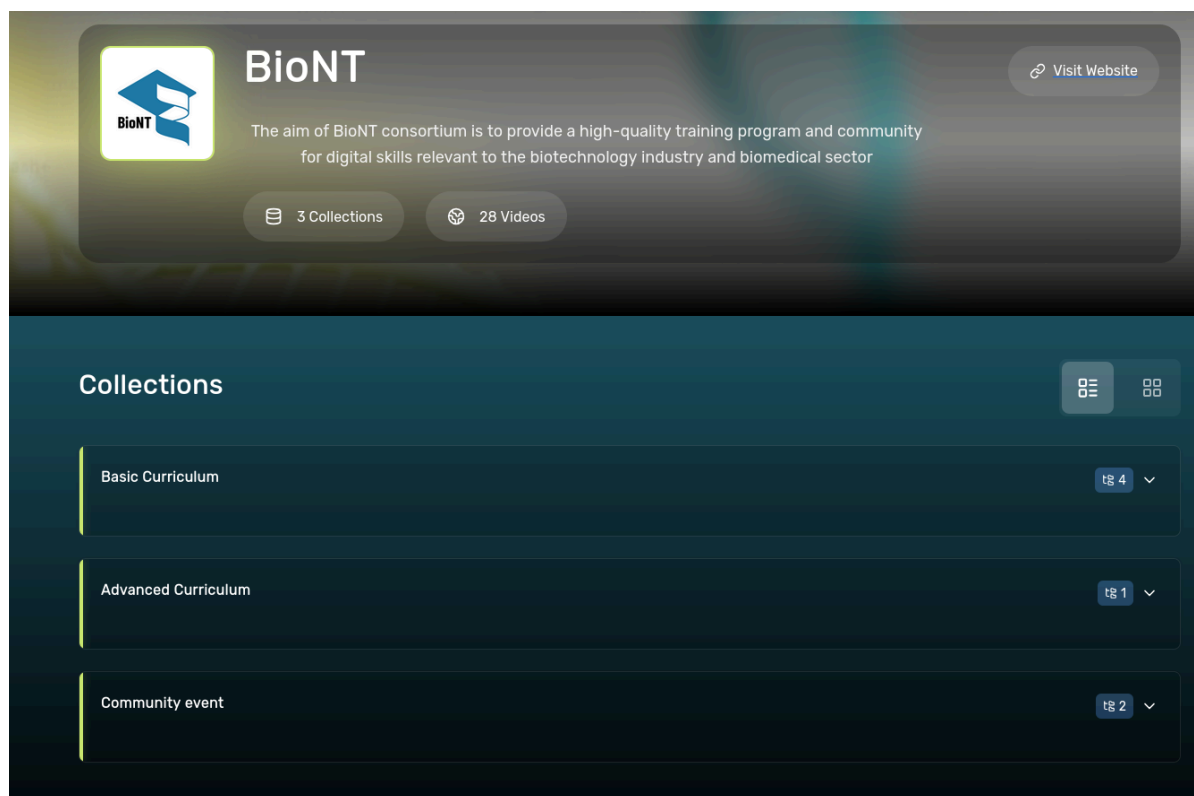 BioNT
BioNT
Visit Website
The aim of BioNT consortium is to provide a high-quality training program and community
for digital skills relevant to the biotechnology industry and biomedical sector
3 Collections
28 Videos
Collections
Basic Curriculum
4
Advanced Curriculum
1
Community event
2